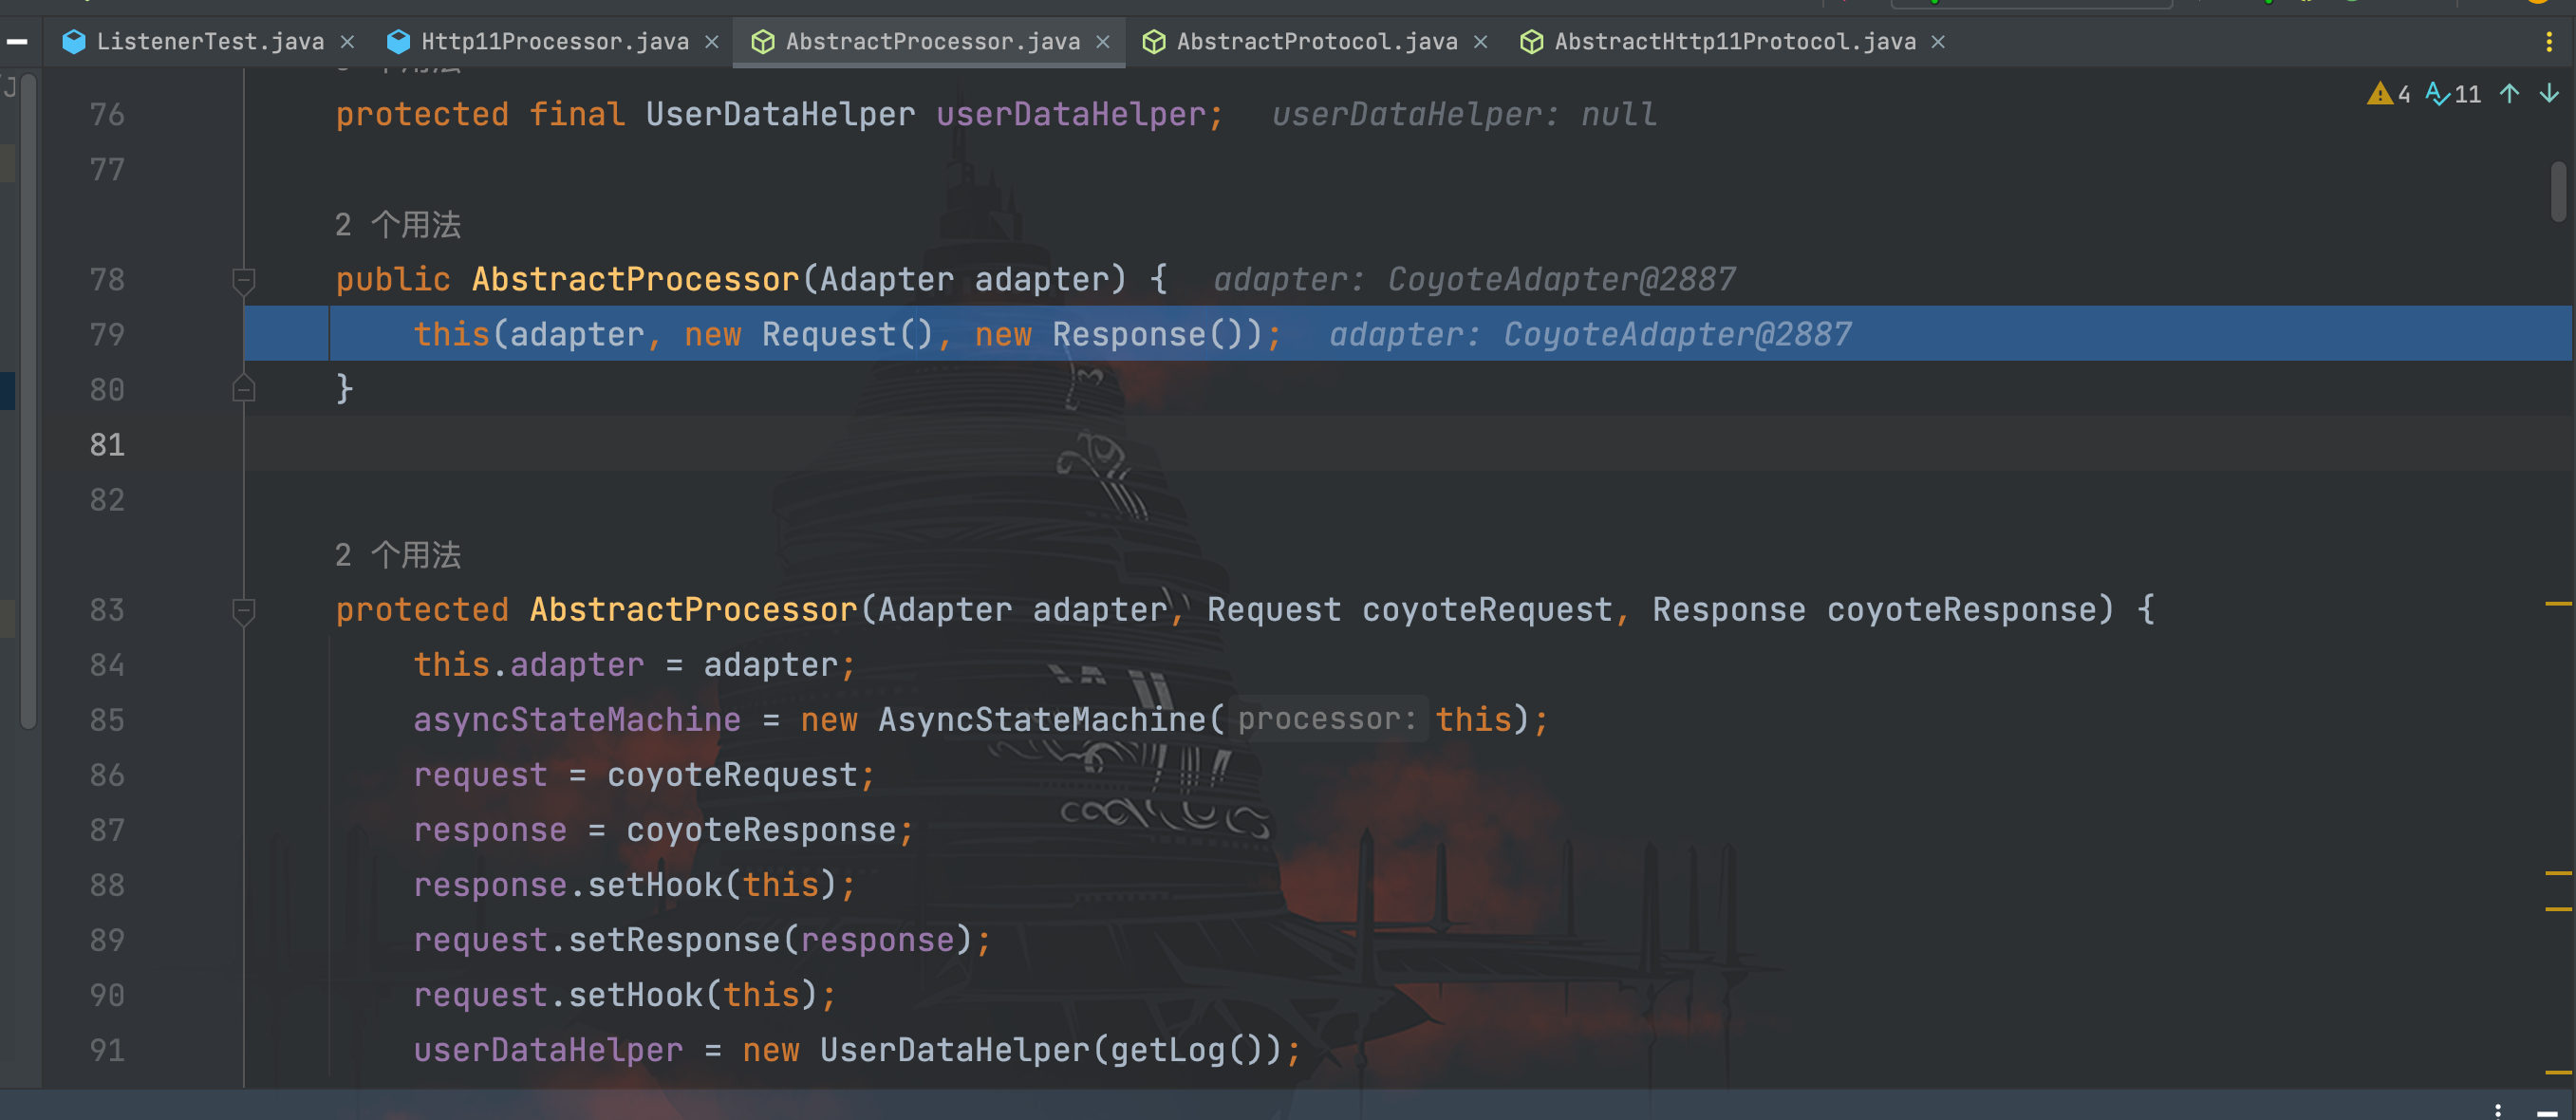 ListenerTest.java Http11Processor.java AbstractProcessor.java AbstractProtocol.java AbstractHttp11Protocol.java
4 11
76 protected final UserDataHelper userDataHelper; userDataHelper: null
77
2 个用法
78 public AbstractProcessor(Adapter adapter) { adapter: CoyoteAdapter@2887
79 this(adapter, new Request(), new Response()); adapter: CoyoteAdapter@2887
80 }
81
82
2 个用法
83 protected AbstractProcessor(Adapter adapter, Request coyoteRequest, Response coyoteResponse) {
84 this.adapter = adapter;
85 asyncStateMachine = new AsyncStateMachine( processor: this);
86 request = coyoteRequest;
87 response = coyoteResponse;
88 response.setHook(this);
89 request.setResponse(response);
90 request.setHook(this);
91 userDataHelper = new UserDataHelper(getLog());